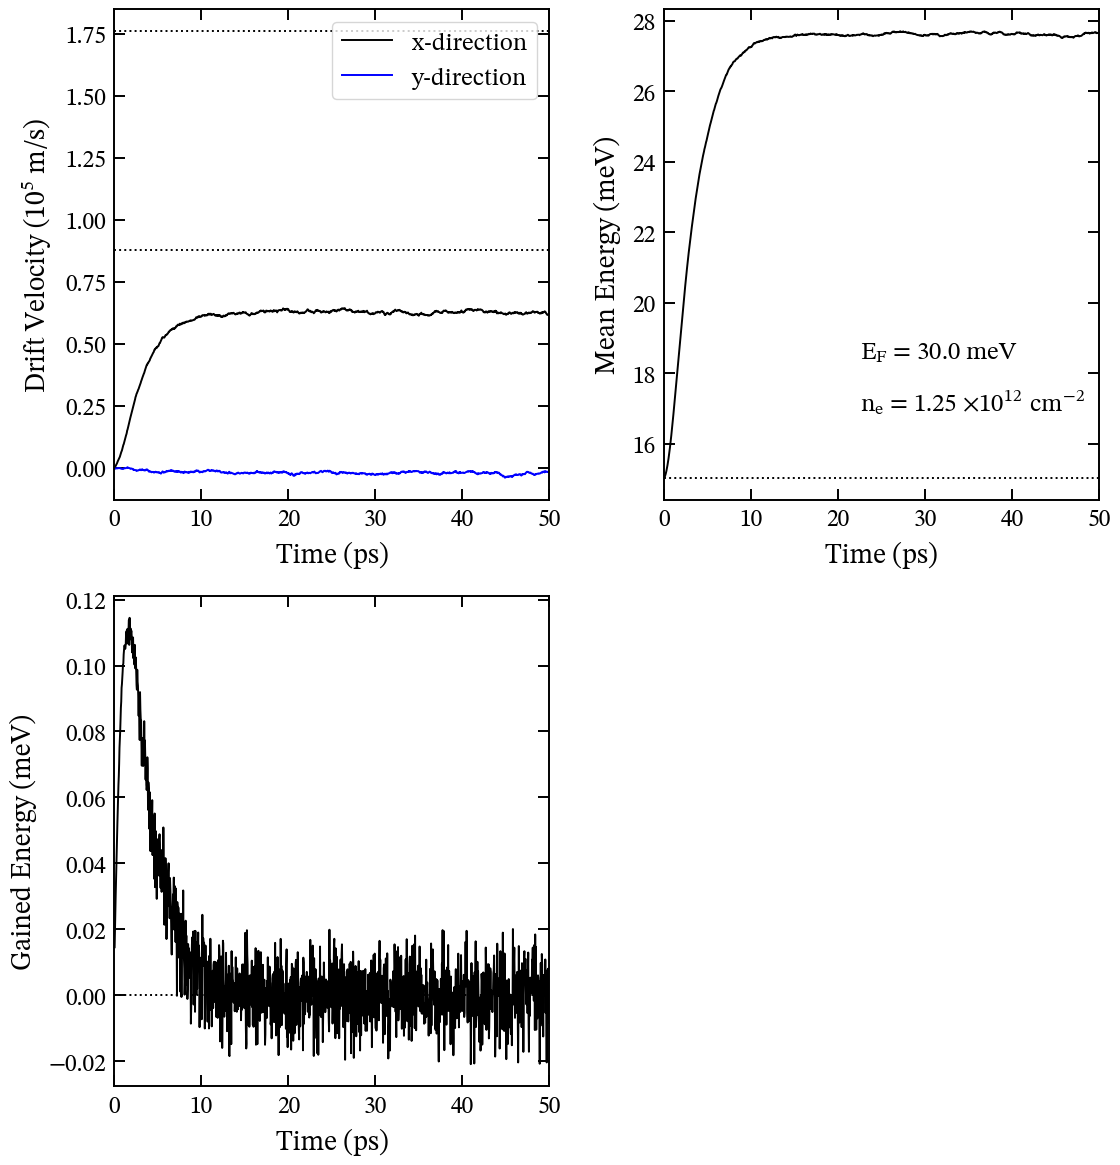 Drift Velocity (10⁵ m/s)
1.75
1.50
1.25
1.00
0.75
0.50
0.25
0.00
x-direction
y-direction
0 10 20 30 40 50
Time (ps)
Mean Energy (meV)
28
26
24
22
20
18
16
E_F = 30.0 meV
n_e = 1.25 ×10¹² cm⁻²
0 10 20 30 40 50
Time (ps)
Gained Energy (meV)
0.12
0.10
0.08
0.06
0.04
0.02
0.00
−0.02
0 10 20 30 40 50
Time (ps)